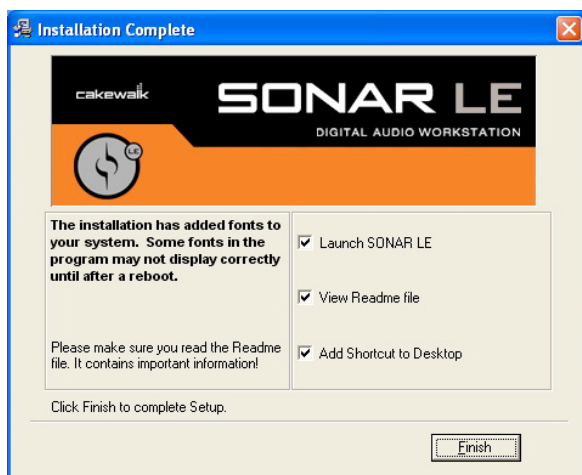 Installation Complete
cakewalk
SONAR LE
DIGITAL AUDIO WORKSTATION
LE
The installation has added fonts to
your system. Some fonts in the
program may not display correctly
until after a reboot.
Please make sure you read the Readme
file. It contains important information!
Launch SONAR LE
View Readme file
Add Shortcut to Desktop
Click Finish to complete Setup.
Finish